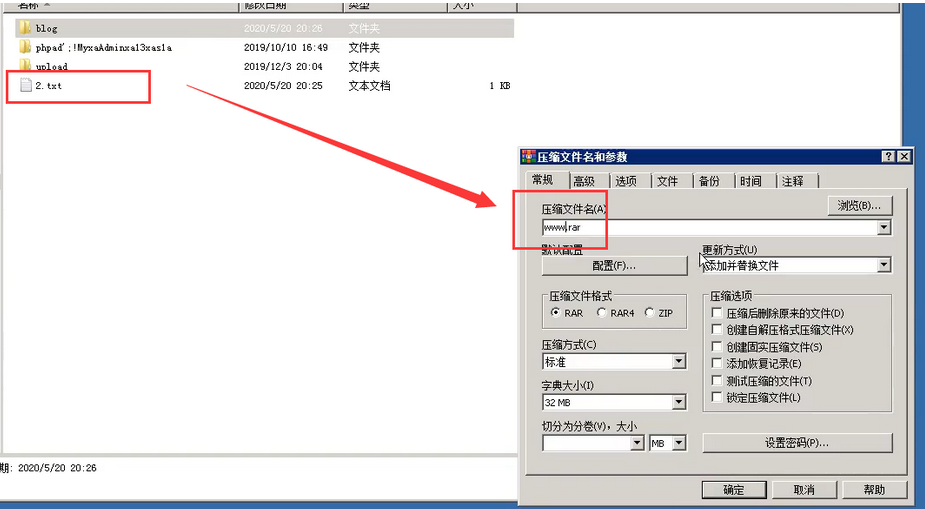 名称 修改日期 类型 大小
blog 2020/5/20 20:26 文件夹
phpad';!MyxaAdminxa13xas1a 2019/10/10 16:49 文件夹
upload 2019/12/3 20:04 文件夹
2.txt 2020/5/20 20:25 文本文档 1 KB
压缩文件名和参数
常规 高级 选项 文件 备份 时间 注释
压缩文件名(A) 浏览(B)...
www.rar
默认配置 更新方式(U)
配置(F)... 添加并替换文件
压缩文件格式 压缩选项
RAR RAR4 ZIP 压缩后删除原来的文件(D)
创建自解压格式压缩文件(X)
压缩方式(C) 创建固实压缩文件(S)
标准 添加恢复记录(E)
字典大小(I) 测试压缩的文件(T)
32 MB 锁定压缩文件(L)
切分为分卷(V)，大小
MB 设置密码(P)...
期: 2020/5/20 20:26
确定 取消 帮助